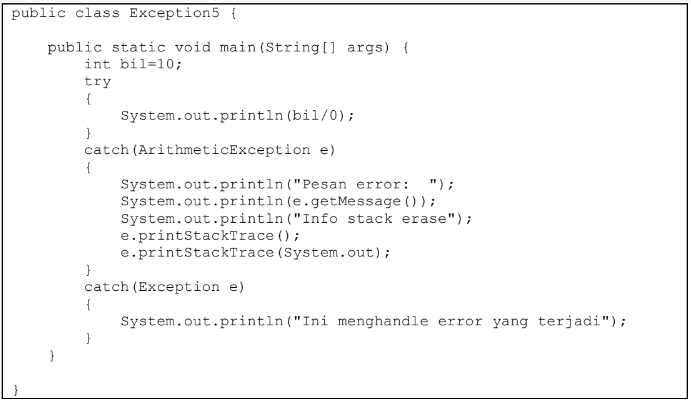 public class Exception5 {
public static void main(String[] args) {
int bil=10;
try
{
System.out.println(bil/0);
}
catch(ArithmeticException e)
{
System.out.println("Pesan error:  ");
System.out.println(e.getMessage());
System.out.println("Info stack erase");
e.printStackTrace();
e.printStackTrace(System.out);
}
catch(Exception e)
{
System.out.println("Ini menghandle error yang terjadi");
}
}
}